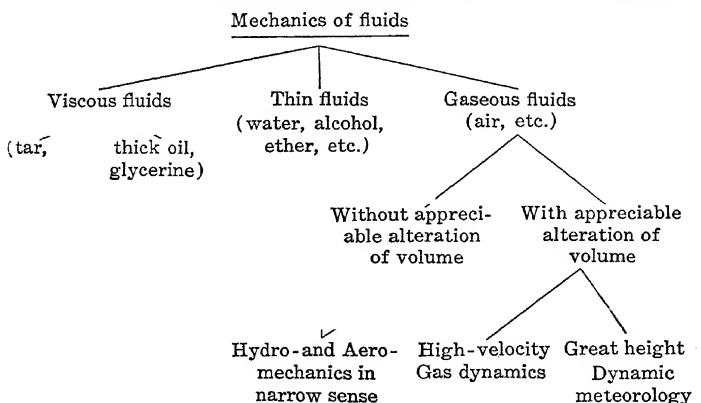 Mechanics of fluids
Viscous fluids
(tar, thick oil,
glycerine)
Thin fluids
(water, alcohol,
ether, etc.)
Gaseous fluids
(air, etc.)
Without appreci-
able alteration
of volume
With appreciable
alteration of
volume
Hydro-and Aero-
mechanics in
narrow sense
High-velocity
Gas dynamics
Great height
Dynamic
meteorology